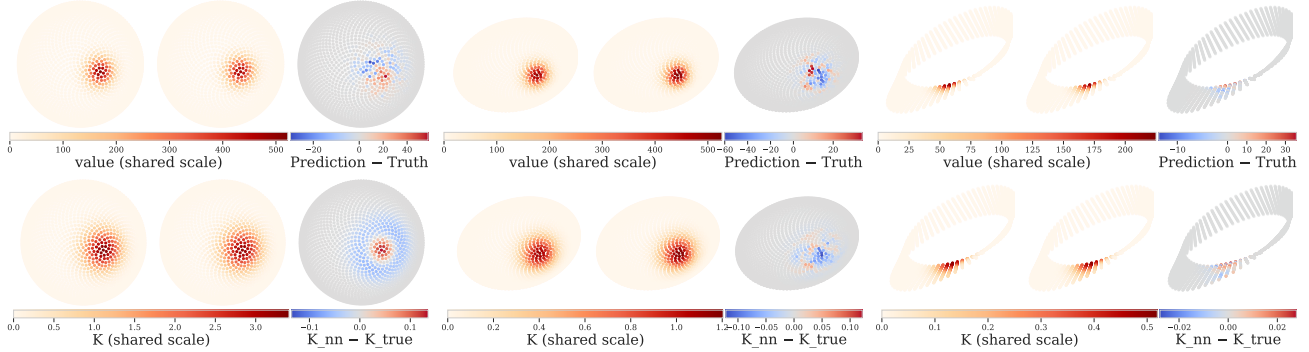 0 200 400 −20 0 20 40 0 100 200 300 400 500 −60 −40 −20 0 20 0 25 50 75 100 125 150 175 200 −10 0 10 20 30
value (shared scale) Prediction − Truth value (shared scale) Prediction − Truth value (shared scale) Prediction − Truth
0.0 0.5 1.0 1.5 2.0 2.5 3.0 −0.1 0.0 0.1 0.0 0.2 0.4 0.6 0.8 1.0 1.2 −0.10 −0.05 0.00 0.05 0.10 0.0 0.1 0.2 0.3 0.4 0.5 −0.02 0.00 0.02
K (shared scale) K_nn − K_true K (shared scale) K_nn − K_true K (shared scale) K_nn − K_true